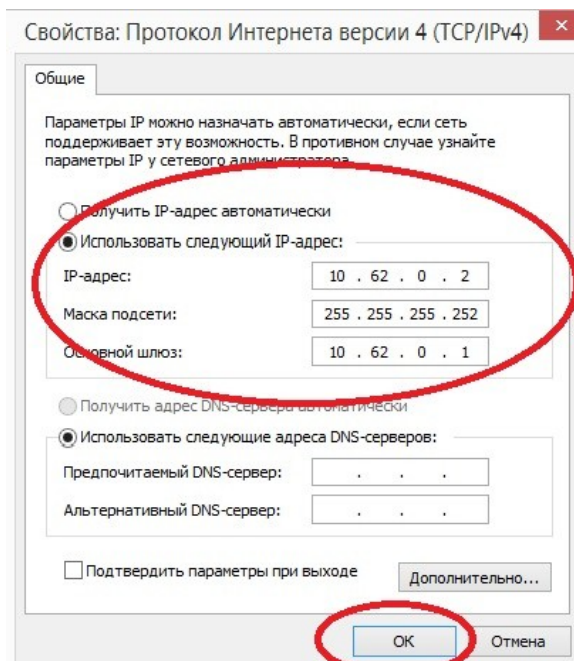 Свойства: Протокол Интернета версии 4 (TCP/IPv4)
Общие
Параметры IP можно назначать автоматически, если сеть
поддерживает эту возможность. В противном случае узнайте
параметры IP у сетевого администратора.
Получить IP-адрес автоматически
Использовать следующий IP-адрес:
IP-адрес: 10 . 62 . 0 . 2
Маска подсети: 255 . 255 . 255 . 252
Основной шлюз: 10 . 62 . 0 . 1
Получить адрес DNS-сервера автоматически
Использовать следующие адреса DNS-серверов:
Предпочитаемый DNS-сервер: . . .
Альтернативный DNS-сервер: . . .
Подтвердить параметры при выходе
Дополнительно...
ОК Отмена